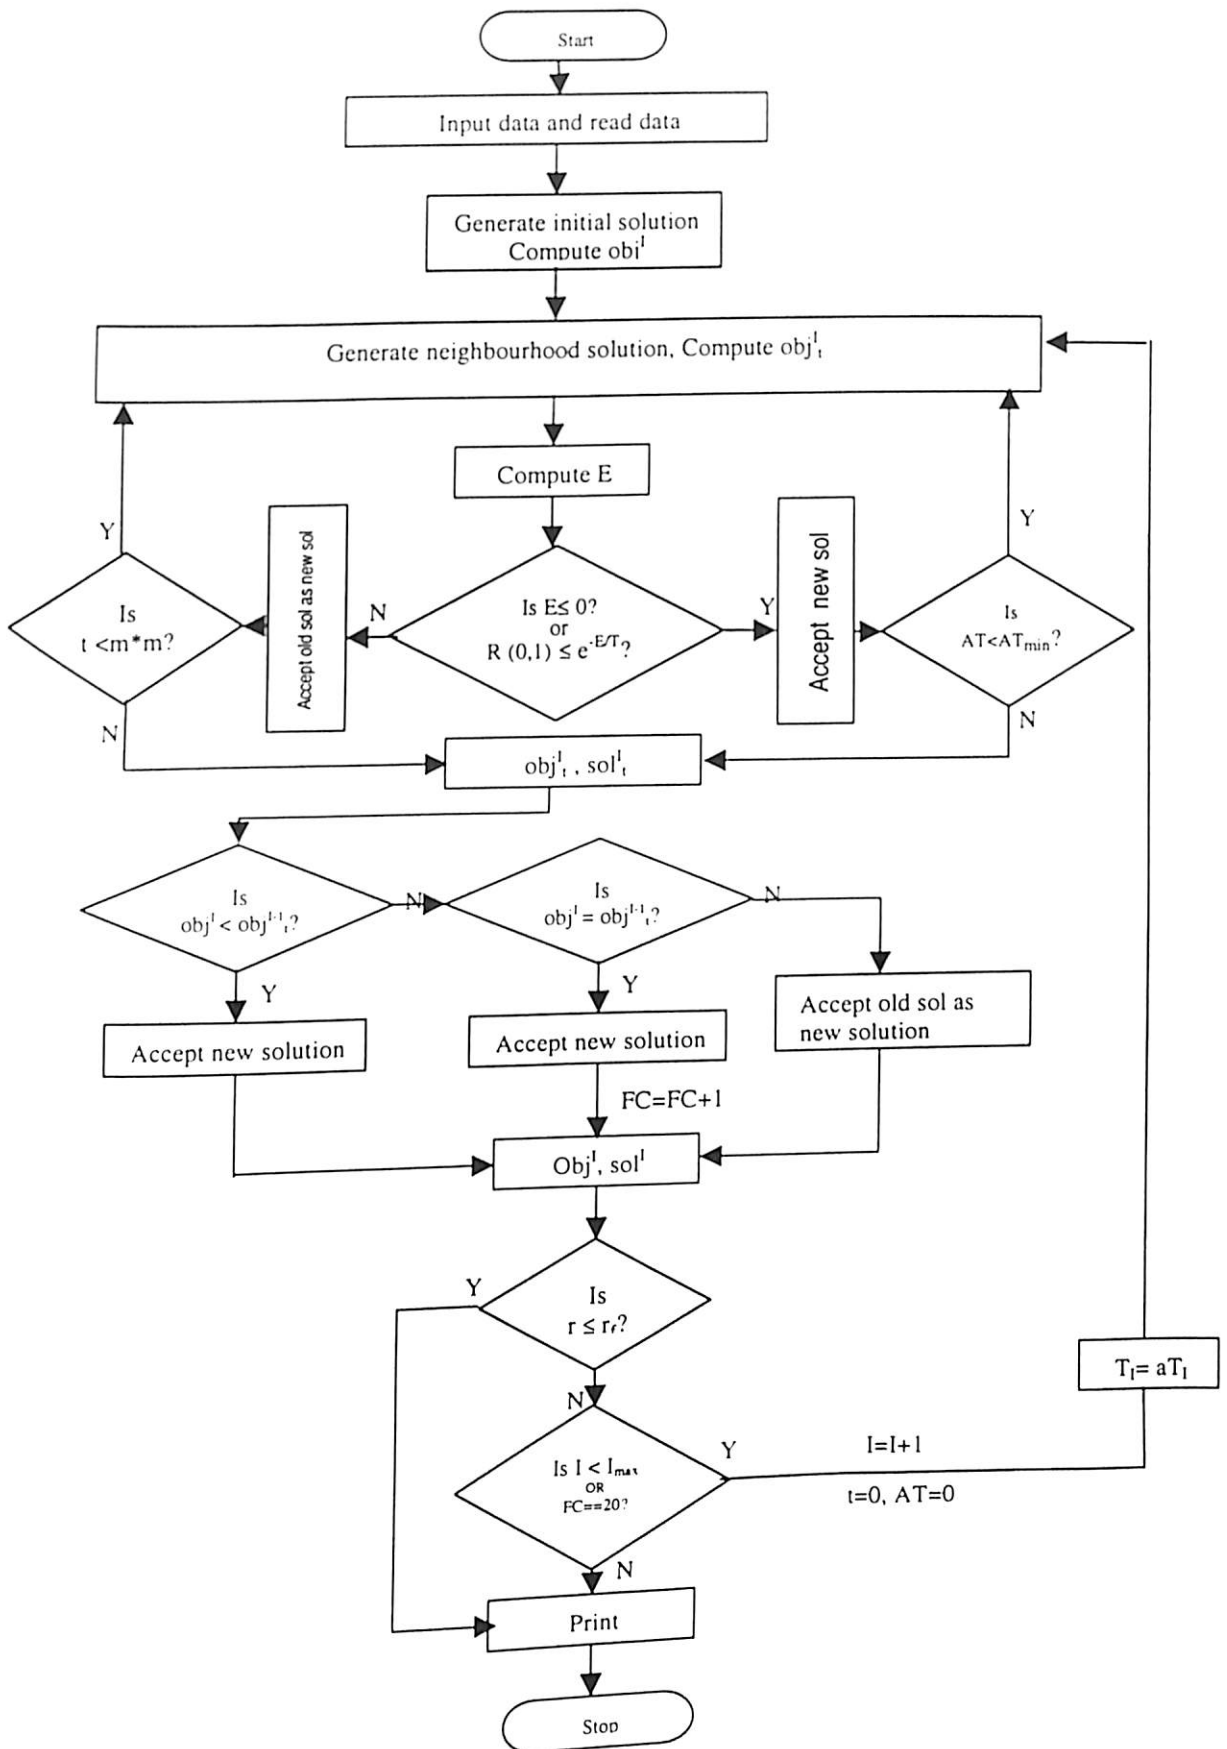 Start
Input data and read data
Generate initial solution
Compute obj^I
Generate neighbourhood solution, Compute obj^I_t
Compute E
Y
Is
t <m*m?
N
Accept old sol as new sol
N
Is E≤ 0?
or
R (0,1) ≤ e^-E/T?
Y
Accept new sol
Y
Is
AT<AT_min?
N
obj^I_t , sol^I_t
Is
obj^I < obj^I-1_t?
N
Is
obj^I = obj^I-1_t?
N
Y
Accept new solution
Y
Accept new solution
Accept old sol as
new solution
FC=FC+1
Obj^I, sol^I
Y
Is
r ≤ r_f?
N
T_I= aT_I
Is I < I_max
OR
FC==20?
Y
I=I+1
t=0, AT=0
N
Print
Stop